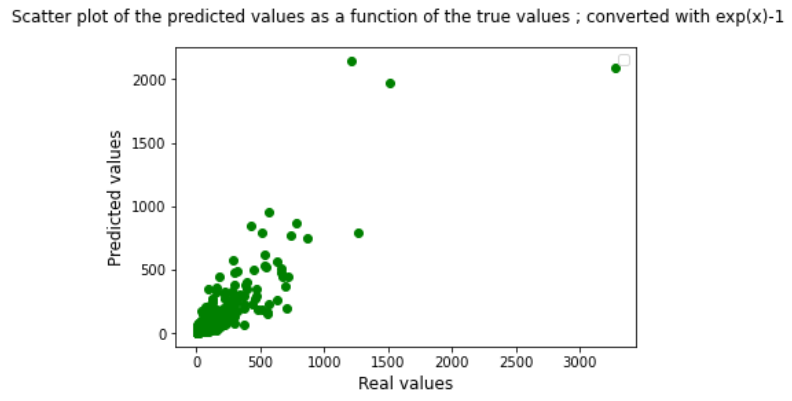 Scatter plot of the predicted values as a function of the true values ; converted with exp(x)-1
2000
1500
1000
500
0
Predicted values
0 500 1000 1500 2000 2500 3000
Real values